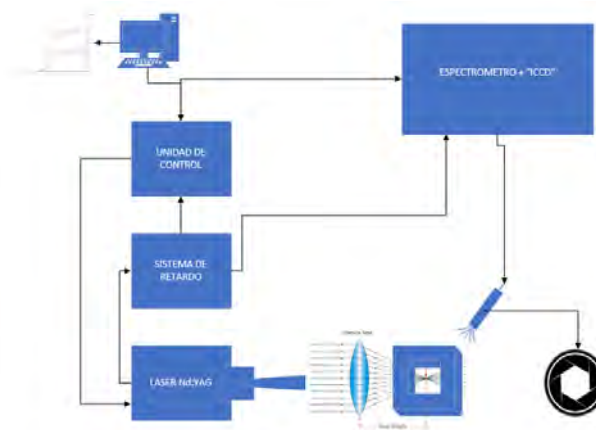 ESPECTROMETRO + "ICCD"
UNIDAD DE
CONTROL
SISTEMA DE
RETARDO
LASER Nd:YAG